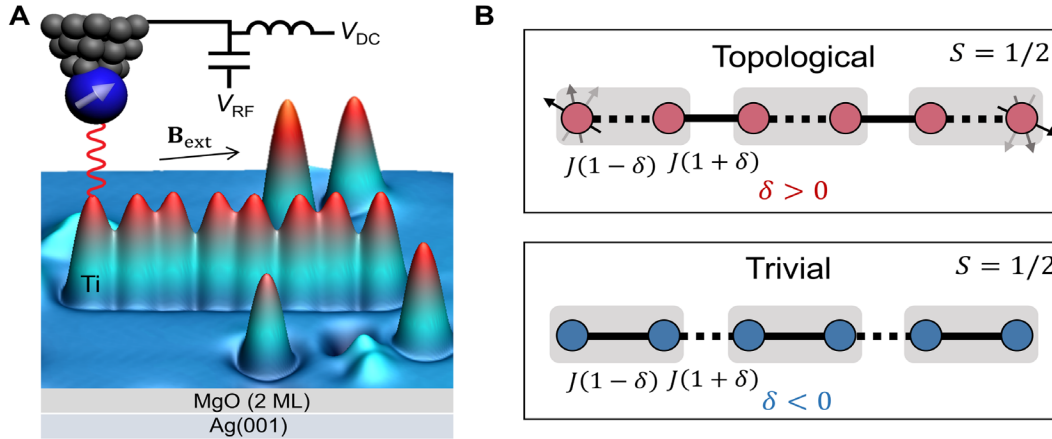 A
V_DC
V_RF
B_ext
Ti
MgO (2 ML)
Ag(001)
B
Topological
S = 1/2
J(1 − δ)
J(1 + δ)
δ > 0
Trivial
S = 1/2
J(1 − δ)
J(1 + δ)
δ < 0